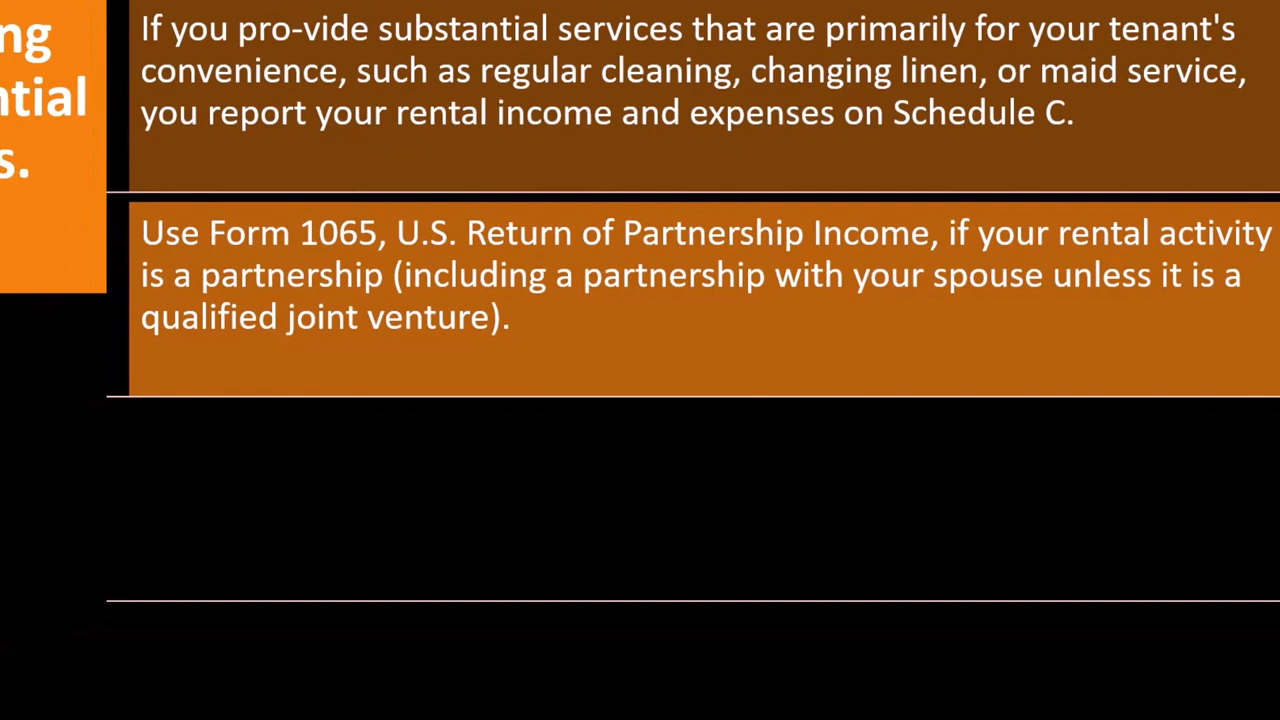 ng
ntial
s.
If you pro-vide substantial services that are primarily for your tenant's
convenience, such as regular cleaning, changing linen, or maid service,
you report your rental income and expenses on Schedule C.
Use Form 1065, U.S. Return of Partnership Income, if your rental activity
is a partnership (including a partnership with your spouse unless it is a
qualified joint venture).